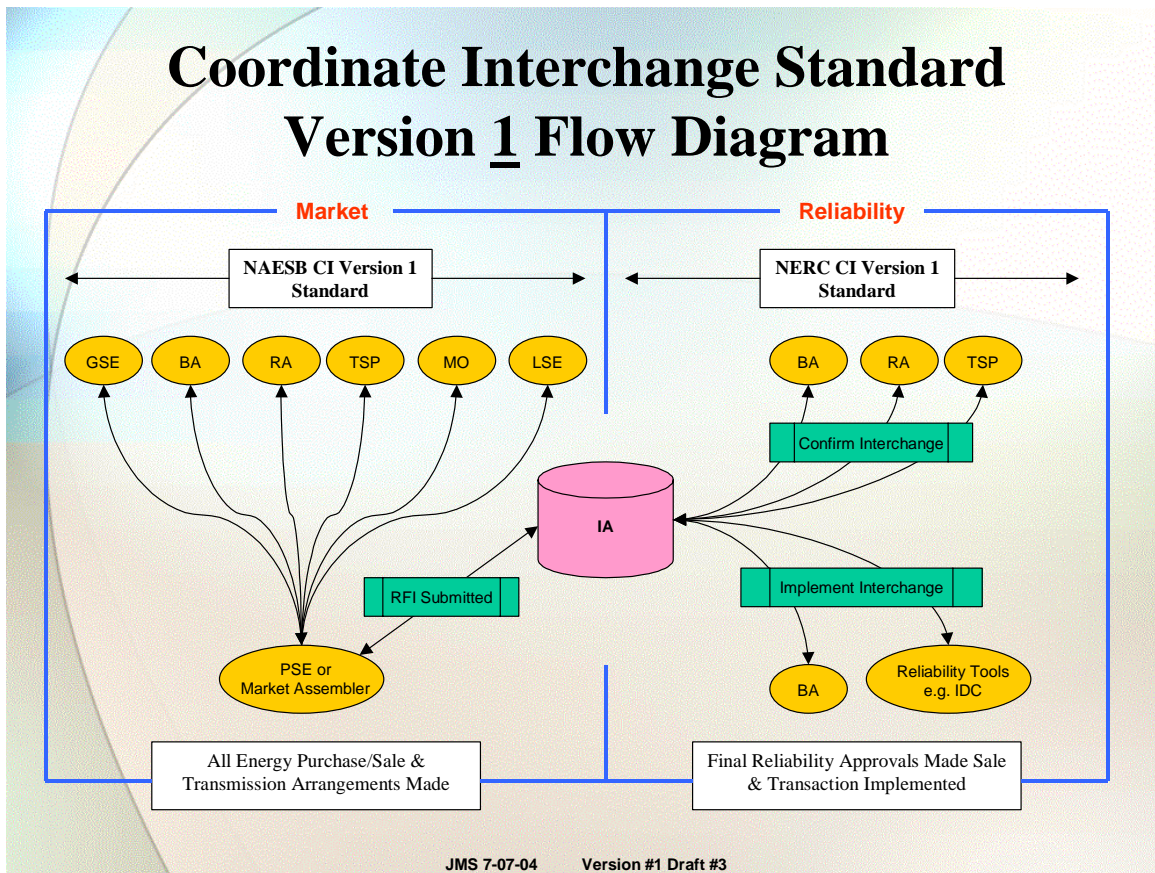 Coordinate Interchange Standard
Version 1 Flow Diagram
Market
Reliability
NAESB CI Version 1
Standard
NERC CI Version 1
Standard
GSE
BA
RA
TSP
MO
LSE
BA
RA
TSP
Confirm Interchange
IA
RFI Submitted
Implement Interchange
PSE or
Market Assembler
BA
Reliability Tools
e.g. IDC
All Energy Purchase/Sale &
Transmission Arrangements Made
Final Reliability Approvals Made Sale
& Transaction Implemented
JMS 7-07-04 Version #1 Draft #3